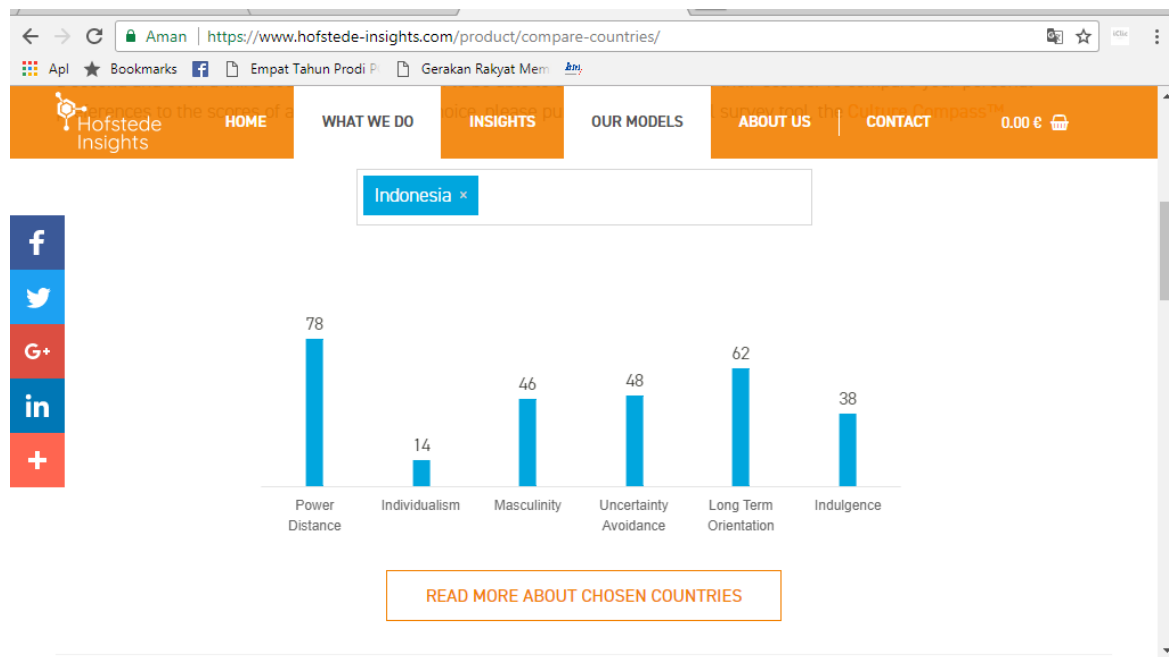 Aman | https://www.hofstede-insights.com/product/compare-countries/
Apl Bookmarks Empat Tahun Prodi P Gerakan Rakyat Mem
Hofstede Insights
HOME WHAT WE DO INSIGHTS OUR MODELS ABOUT US CONTACT 0.00 €
Indonesia ×
f
G+
in
+
78
14
46
48
62
38
Power Distance
Individualism
Masculinity
Uncertainty Avoidance
Long Term Orientation
Indulgence
READ MORE ABOUT CHOSEN COUNTRIES